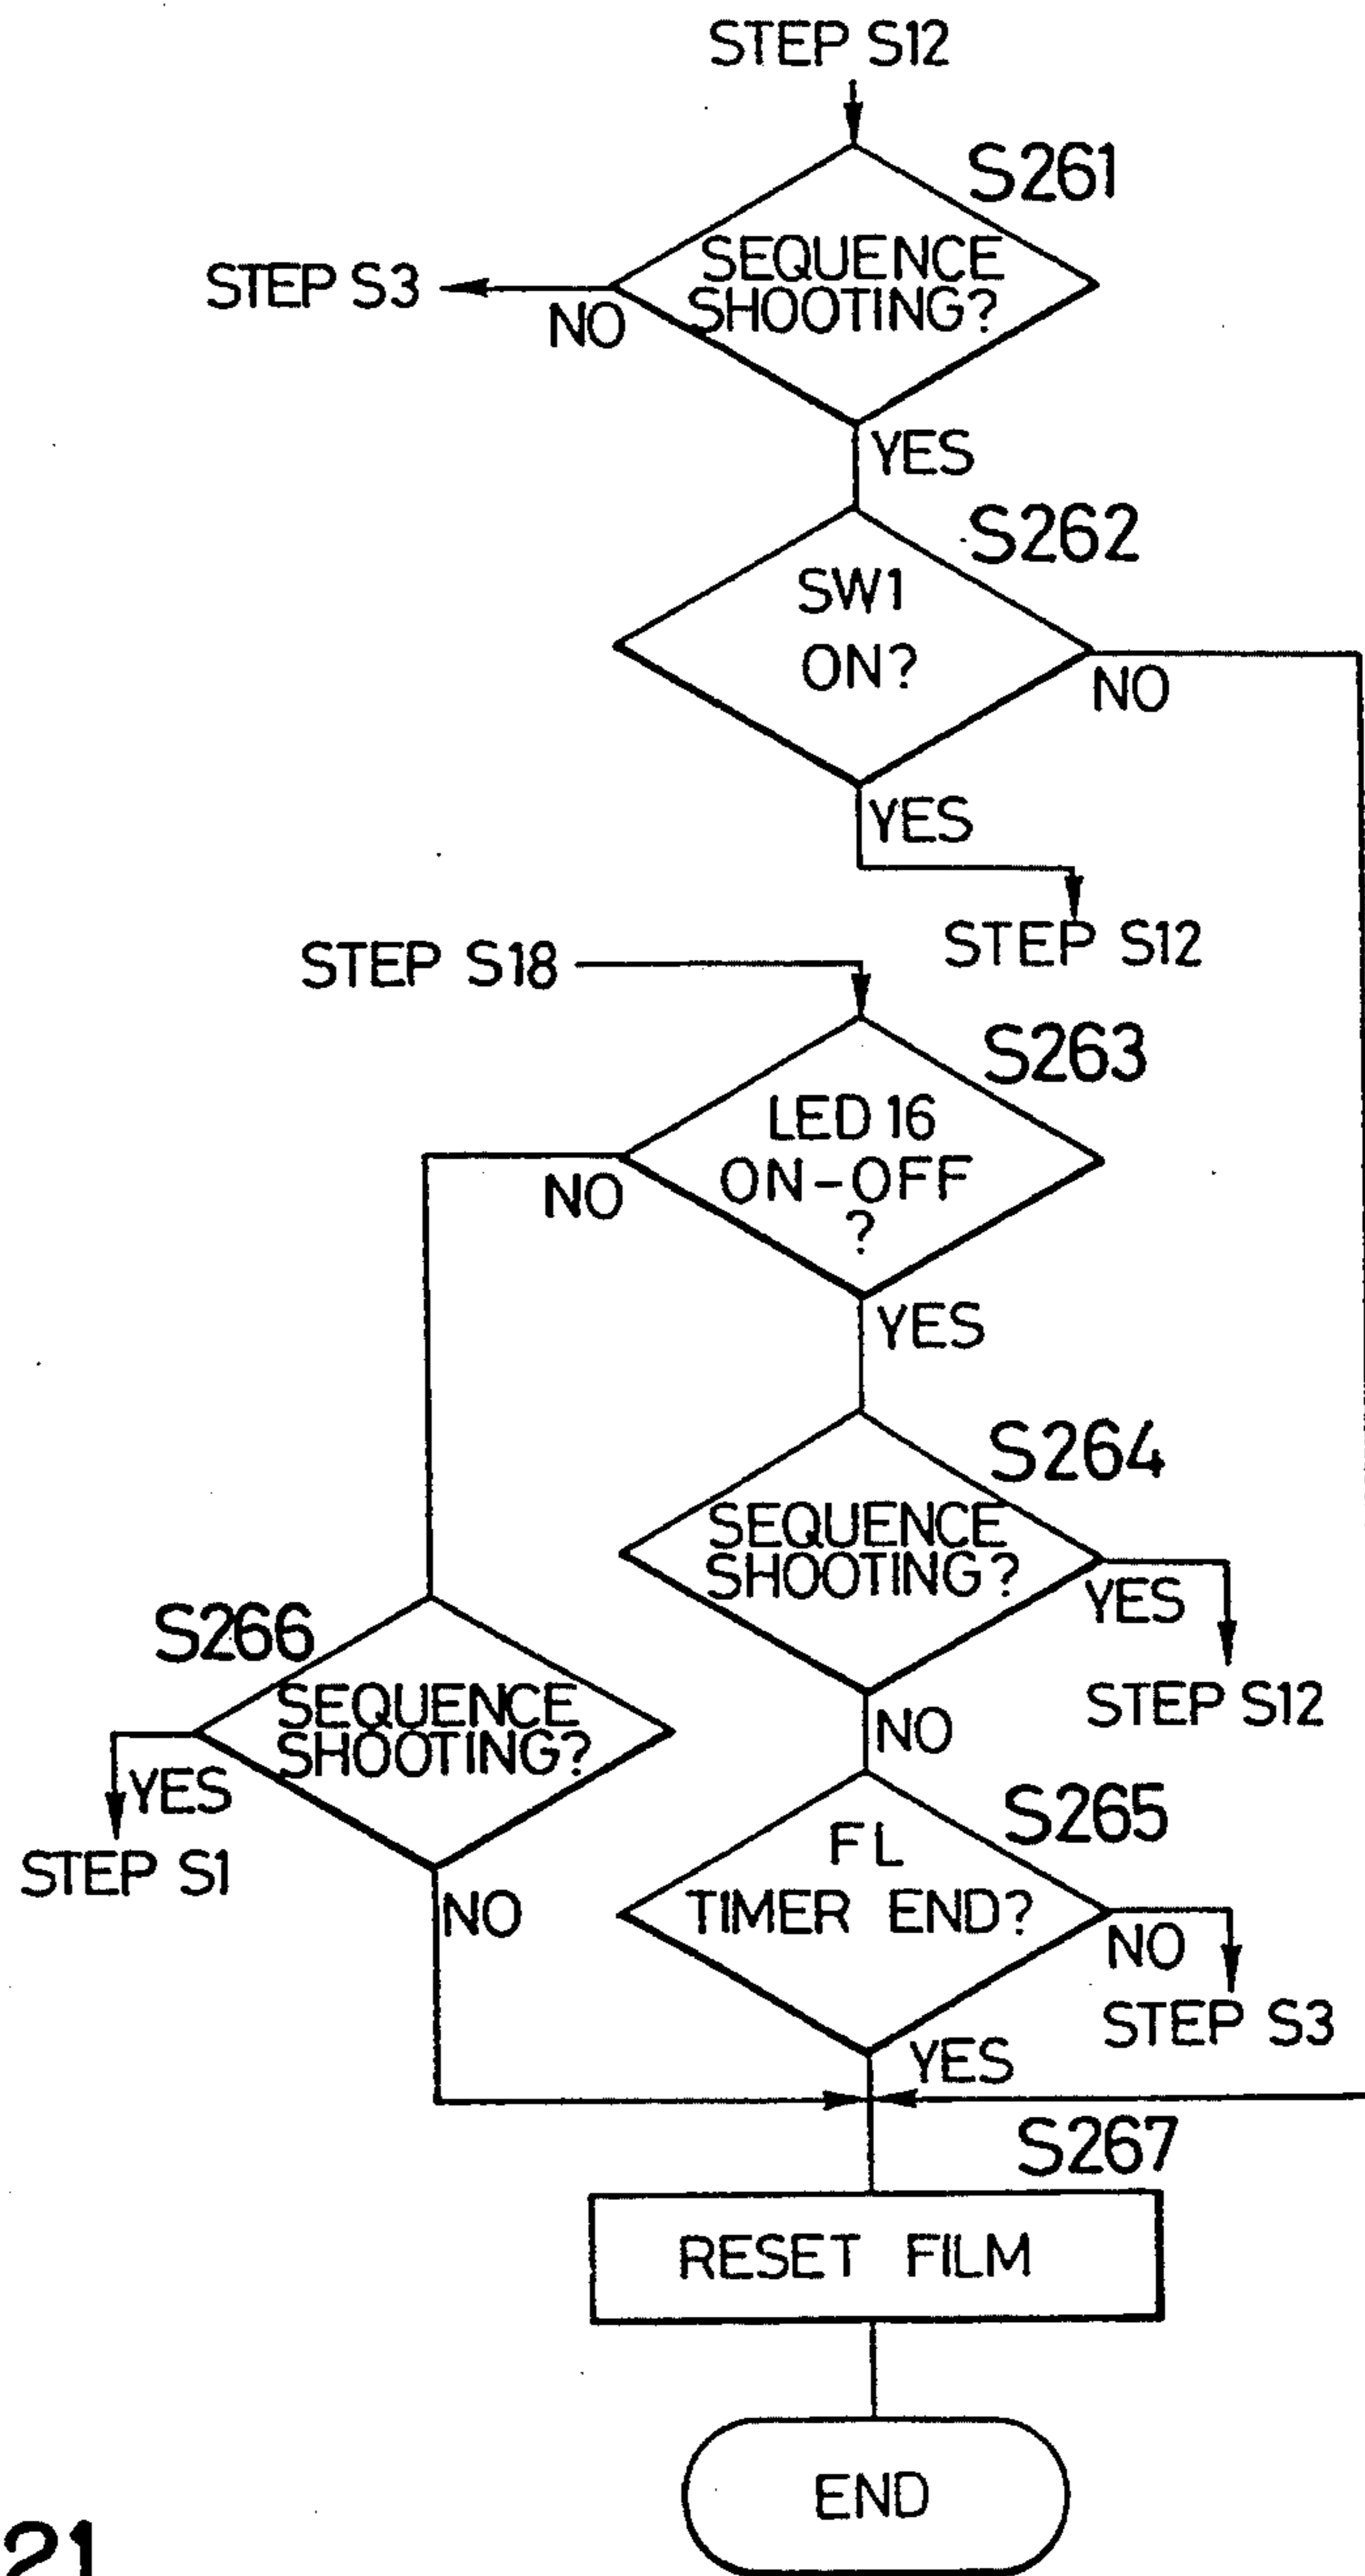 STEP S12
S261
SEQUENCE
SHOOTING?
STEP S3
NO
YES
S262
SW1
ON?
NO
YES
STEP S12
STEP S18
S263
LED 16
ON-OFF
?
NO
YES
S264
SEQUENCE
SHOOTING?
YES
STEP S12
S266
SEQUENCE
SHOOTING?
YES
STEP S1
NO
NO
S265
FL
TIMER END?
NO
STEP S3
YES
S267
RESET FILM
END
21